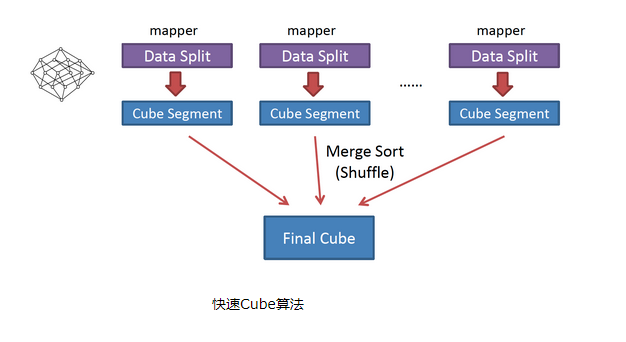 mapper mapper mapper
Data Split Data Split Data Split
......
Cube Segment Cube Segment Cube Segment
Merge Sort
(Shuffle)
Final Cube
快速Cube算法